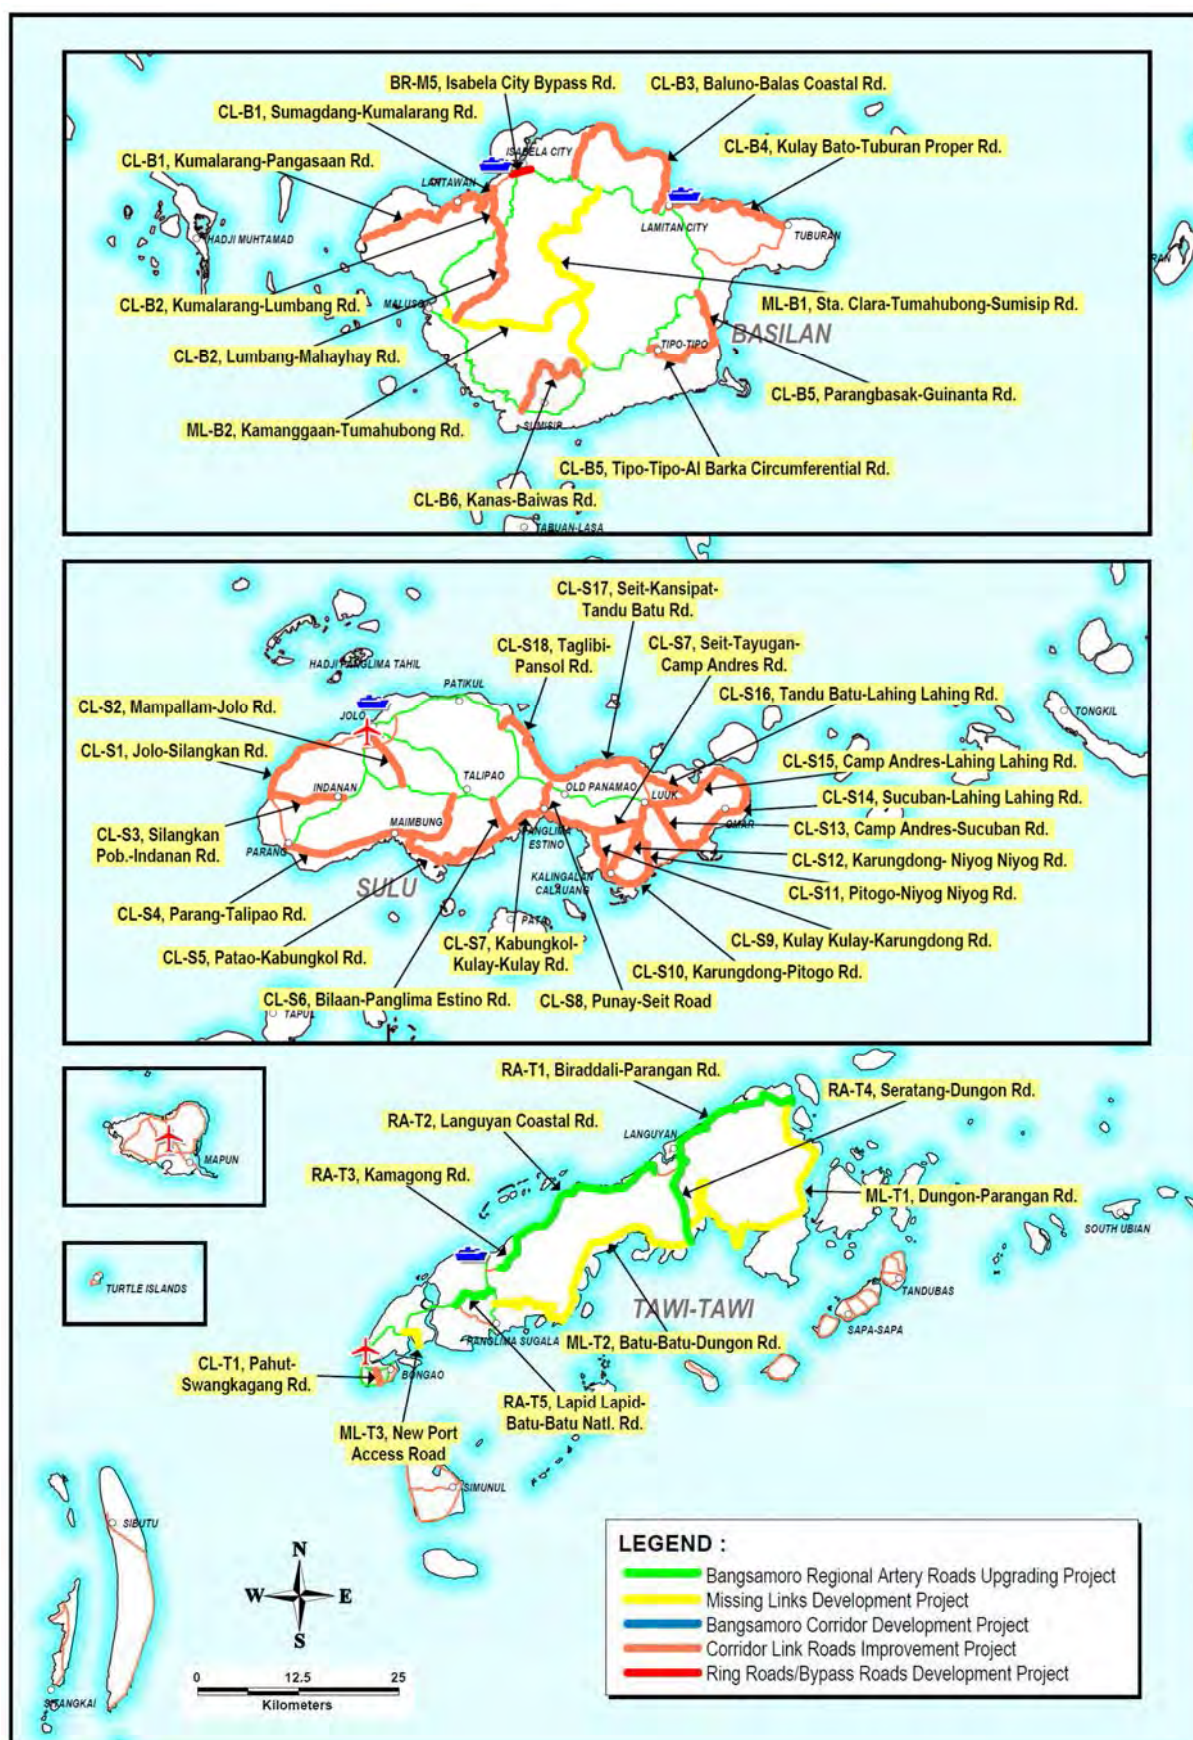 BR-M5, Isabela City Bypass Rd.
CL-B3, Baluno-Balas Coastal Rd.
CL-B1, Sumagdang-Kumalarang Rd.
CL-B4, Kulay Bato-Tuburan Proper Rd.
CL-B1, Kumalarang-Pangasaan Rd.
ISABELA CITY
LANTAWAN
HADJI MUHTAMAD
LAMITAN CITY
TUBURAN
CL-B2, Kumalarang-Lumbang Rd.
MALUSO
ML-B1, Sta. Clara-Tumahubong-Sumisip Rd.
BASILAN
CL-B2, Lumbang-Mahayhay Rd.
TIPO-TIPO
CL-B5, Parangbasak-Guinanta Rd.
ML-B2, Kamanggaan-Tumahubong Rd.
SUMISIP
CL-B5, Tipo-Tipo-Al Barka Circumferential Rd.
CL-B6, Kanas-Baiwas Rd.
TABUAN-LASA
CL-S17, Seit-Kansipat-
Tandu Batu Rd.
CL-S18, Taglibi-
Pansol Rd.
CL-S7, Seit-Tayugan-
Camp Andres Rd.
HADJI PANGLIMA TAHIL
PATIKUL
CL-S16, Tandu Batu-Lahing Lahing Rd.
CL-S2, Mampallam-Jolo Rd.
JOLO
TONGKIL
CL-S1, Jolo-Silangkan Rd.
CL-S15, Camp Andres-Lahing Lahing Rd.
INDANAN
TALIPAO
OLD PANAMAO
LUUK
CL-S14, Sucuban-Lahing Lahing Rd.
OMAR
CL-S3, Silangkan
Pob.-Indanan Rd.
MAIMBUNG
PANGLIMA
ESTINO
CL-S13, Camp Andres-Sucuban Rd.
PARANG
CL-S12, Karungdong- Niyog Niyog Rd.
KALINGALAN
CALAUANG
SULU
CL-S11, Pitogo-Niyog Niyog Rd.
CL-S4, Parang-Talipao Rd.
PATA
CL-S9, Kulay Kulay-Karungdong Rd.
CL-S5, Patao-Kabungkol Rd.
CL-S7, Kabungkol-
Kulay-Kulay Rd.
CL-S10, Karungdong-Pitogo Rd.
CL-S6, Bilaan-Panglima Estino Rd.
CL-S8, Punay-Seit Road
TAPUL
RA-T1, Biraddali-Parangan Rd.
RA-T4, Seratang-Dungon Rd.
RA-T2, Languyan Coastal Rd.
LANGUYAN
MAPUN
RA-T3, Kamagong Rd.
ML-T1, Dungon-Parangan Rd.
SOUTH UBIAN
TURTLE ISLANDS
TANDUBAS
TAWI-TAWI
SAPA-SAPA
PANGLIMA SUGALA
ML-T2, Batu-Batu-Dungon Rd.
CL-T1, Pahut-
Swangkagang Rd.
BONGAO
RA-T5, Lapid Lapid-
Batu-Batu Natl. Rd.
ML-T3, New Port
Access Road
SIMUNUL
SIBUTU
SITANGKAI
N
W E
S
0 12.5 25
Kilometers
LEGEND :
Bangsamoro Regional Artery Roads Upgrading Project
Missing Links Development Project
Bangsamoro Corridor Development Project
Corridor Link Roads Improvement Project
Ring Roads/Bypass Roads Development Project